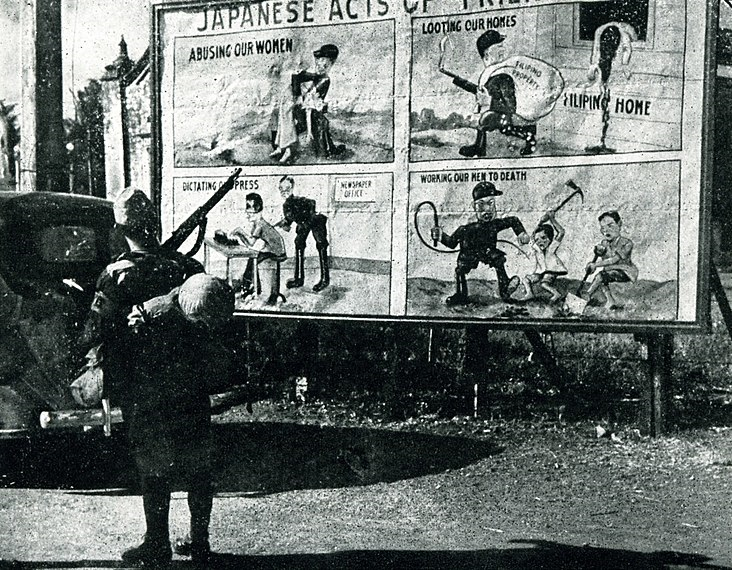 JAPANESE ACTS OF
ABUSING OUR WOMEN
LOOTING OUR HOMES
FILIPINO
PROPERTY
FILIPINO HOME
DICTATING OUR PRESS
NEWSPAPER
OFFICE
WORKING OUR MEN TO DEATH